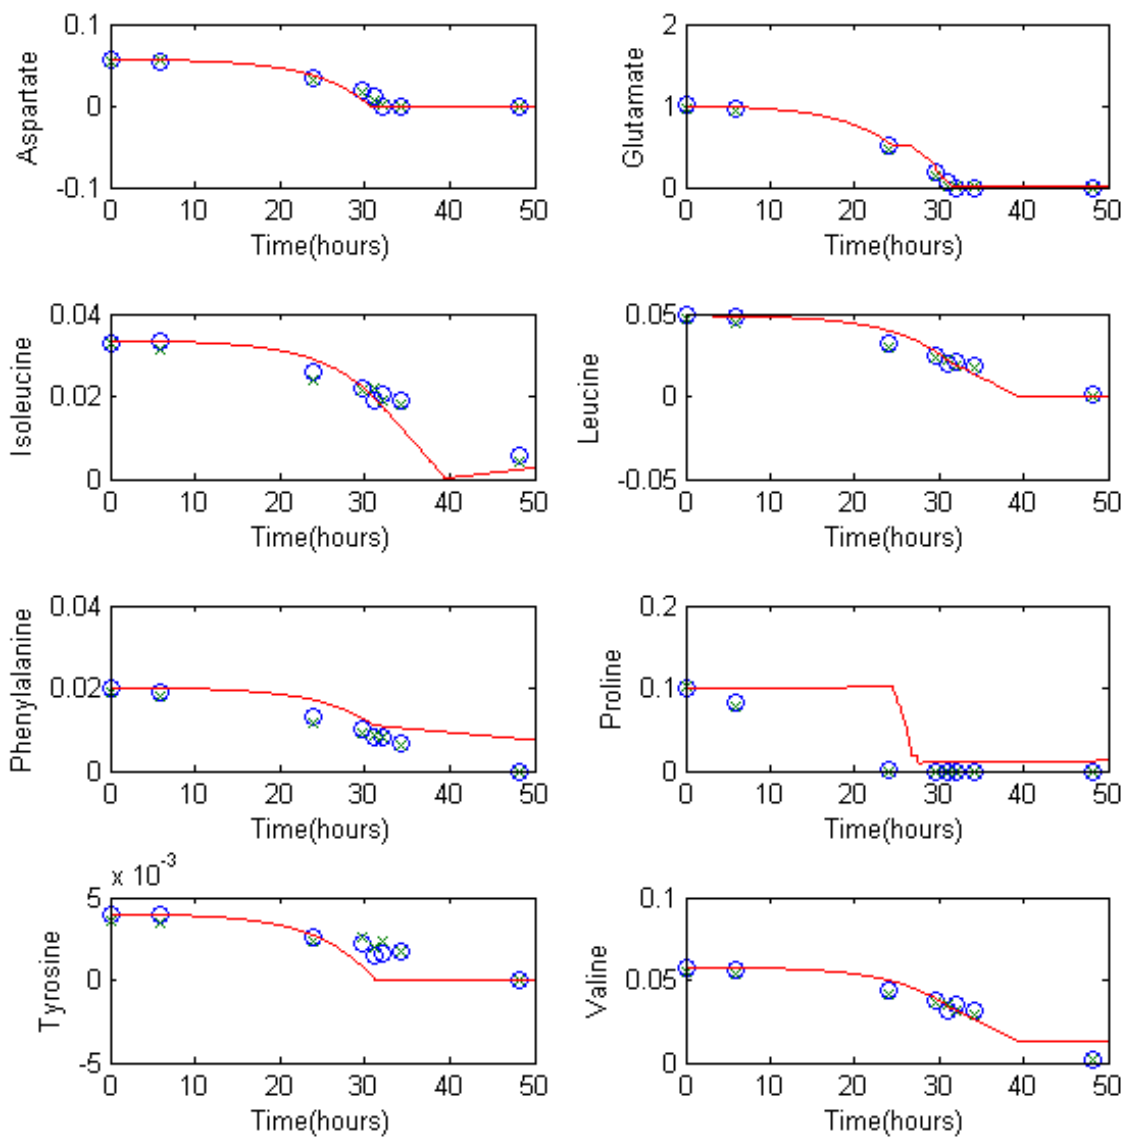 Aspartate
0.1
0
-0.1
0 10 20 30 40 50
Time(hours)
Glutamate
2
1
0
0 10 20 30 40 50
Time(hours)
Isoleucine
0.04
0.02
0
0 10 20 30 40 50
Time(hours)
Leucine
0.05
0
-0.05
0 10 20 30 40 50
Time(hours)
Phenylalanine
0.04
0.02
0
0 10 20 30 40 50
Time(hours)
Proline
0.2
0.1
0
0 10 20 30 40 50
Time(hours)
Tyrosine
x 10^-3
5
0
-5
0 10 20 30 40 50
Time(hours)
Valine
0.1
0.05
0
0 10 20 30 40 50
Time(hours)